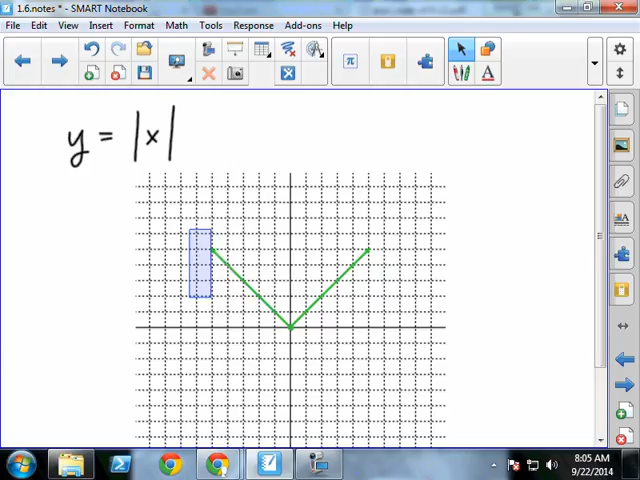 1.6.notes * - SMART Notebook
File Edit View Insert Format Math Tools Response Add-ons Help
π A
y = |x|
8:05 AM
9/22/2014